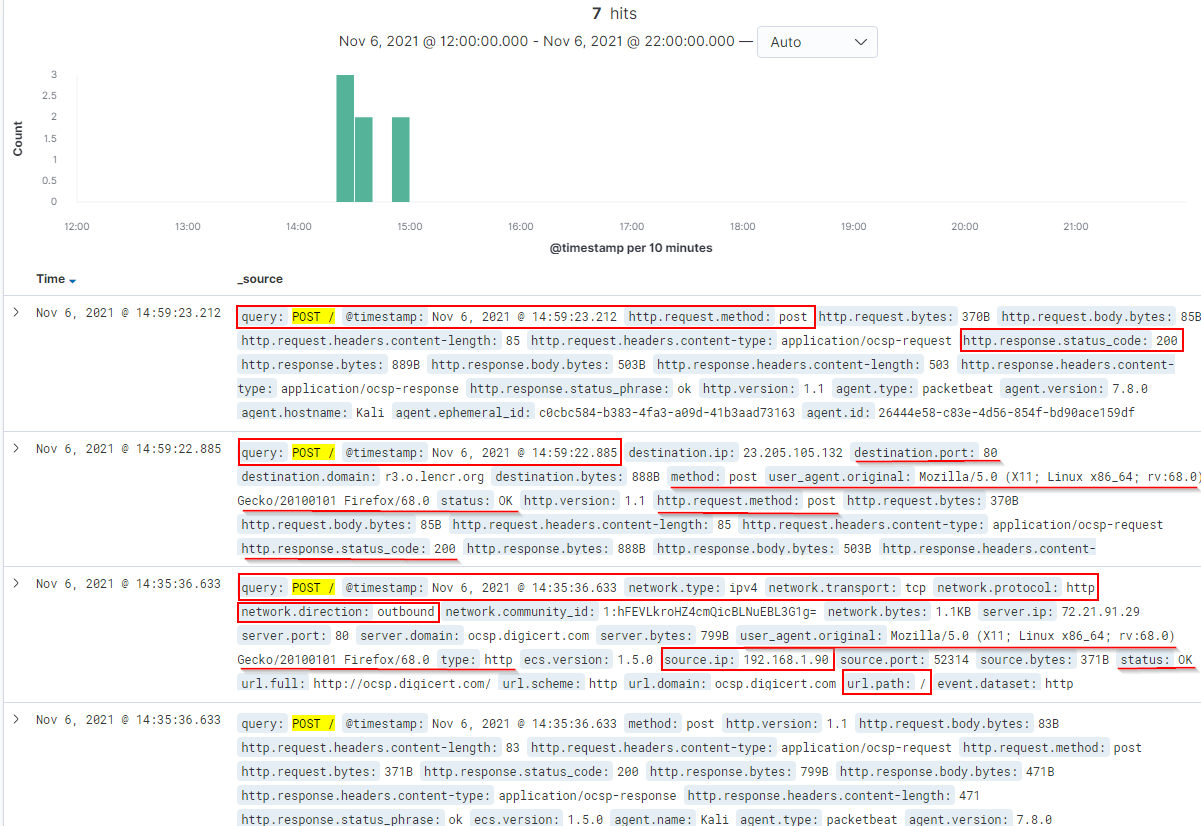 7 hits
Nov 6, 2021 @ 12:00:00.000 - Nov 6, 2021 @ 22:00:00.000 — Auto
Count
3
2.5
2
1.5
1
0.5
0
12:00 13:00 14:00 15:00 16:00 17:00 18:00 19:00 20:00 21:00
@timestamp per 10 minutes
Time _source
Nov 6, 2021 @ 14:59:23.212 query: POST / @timestamp: Nov 6, 2021 @ 14:59:23.212 http.request.method: post http.request.bytes: 370B http.request.body.bytes: 85B
http.request.headers.content-length: 85 http.request.headers.content-type: application/ocsp-request http.response.status_code: 200
http.response.bytes: 889B http.response.body.bytes: 503B http.response.headers.content-length: 503 http.response.headers.content-
type: application/ocsp-response http.response.status_phrase: ok http.version: 1.1 agent.type: packetbeat agent.version: 7.8.0
agent.hostname: Kali agent.ephemeral_id: c0cbc584-b383-4fa3-a09d-41b3aad73163 agent.id: 26444e58-c83e-4d56-854f-bd90ace159df
Nov 6, 2021 @ 14:59:22.885 query: POST / @timestamp: Nov 6, 2021 @ 14:59:22.885 destination.ip: 23.205.105.132 destination.port: 80
destination.domain: r3.o.lencr.org destination.bytes: 888B method: post user_agent.original: Mozilla/5.0 (X11; Linux x86_64; rv:68.0)
Gecko/20100101 Firefox/68.0 status: OK http.version: 1.1 http.request.method: post http.request.bytes: 370B
http.request.body.bytes: 85B http.request.headers.content-length: 85 http.request.headers.content-type: application/ocsp-request
http.response.status_code: 200 http.response.bytes: 888B http.response.body.bytes: 503B http.response.headers.content-
Nov 6, 2021 @ 14:35:36.633 query: POST / @timestamp: Nov 6, 2021 @ 14:35:36.633 network.type: ipv4 network.transport: tcp network.protocol: http
network.direction: outbound network.community_id: 1:hFEVLkroHZ4cmQicBLNuEBL3G1g= network.bytes: 1.1KB server.ip: 72.21.91.29
server.port: 80 server.domain: ocsp.digicert.com server.bytes: 799B user_agent.original: Mozilla/5.0 (X11; Linux x86_64; rv:68.0)
Gecko/20100101 Firefox/68.0 type: http ecs.version: 1.5.0 source.ip: 192.168.1.90 source.port: 52314 source.bytes: 371B status: OK
url.full: http://ocsp.digicert.com/ url.scheme: http url.domain: ocsp.digicert.com url.path: / event.dataset: http
Nov 6, 2021 @ 14:35:36.633 query: POST / @timestamp: Nov 6, 2021 @ 14:35:36.633 method: post http.version: 1.1 http.request.body.bytes: 83B
http.request.headers.content-length: 83 http.request.headers.content-type: application/ocsp-request http.request.method: post
http.request.bytes: 371B http.response.status_code: 200 http.response.bytes: 799B http.response.body.bytes: 471B
http.response.headers.content-type: application/ocsp-response http.response.headers.content-length: 471
http.response.status_phrase: ok ecs.version: 1.5.0 agent.name: Kali agent.type: packetbeat agent.version: 7.8.0